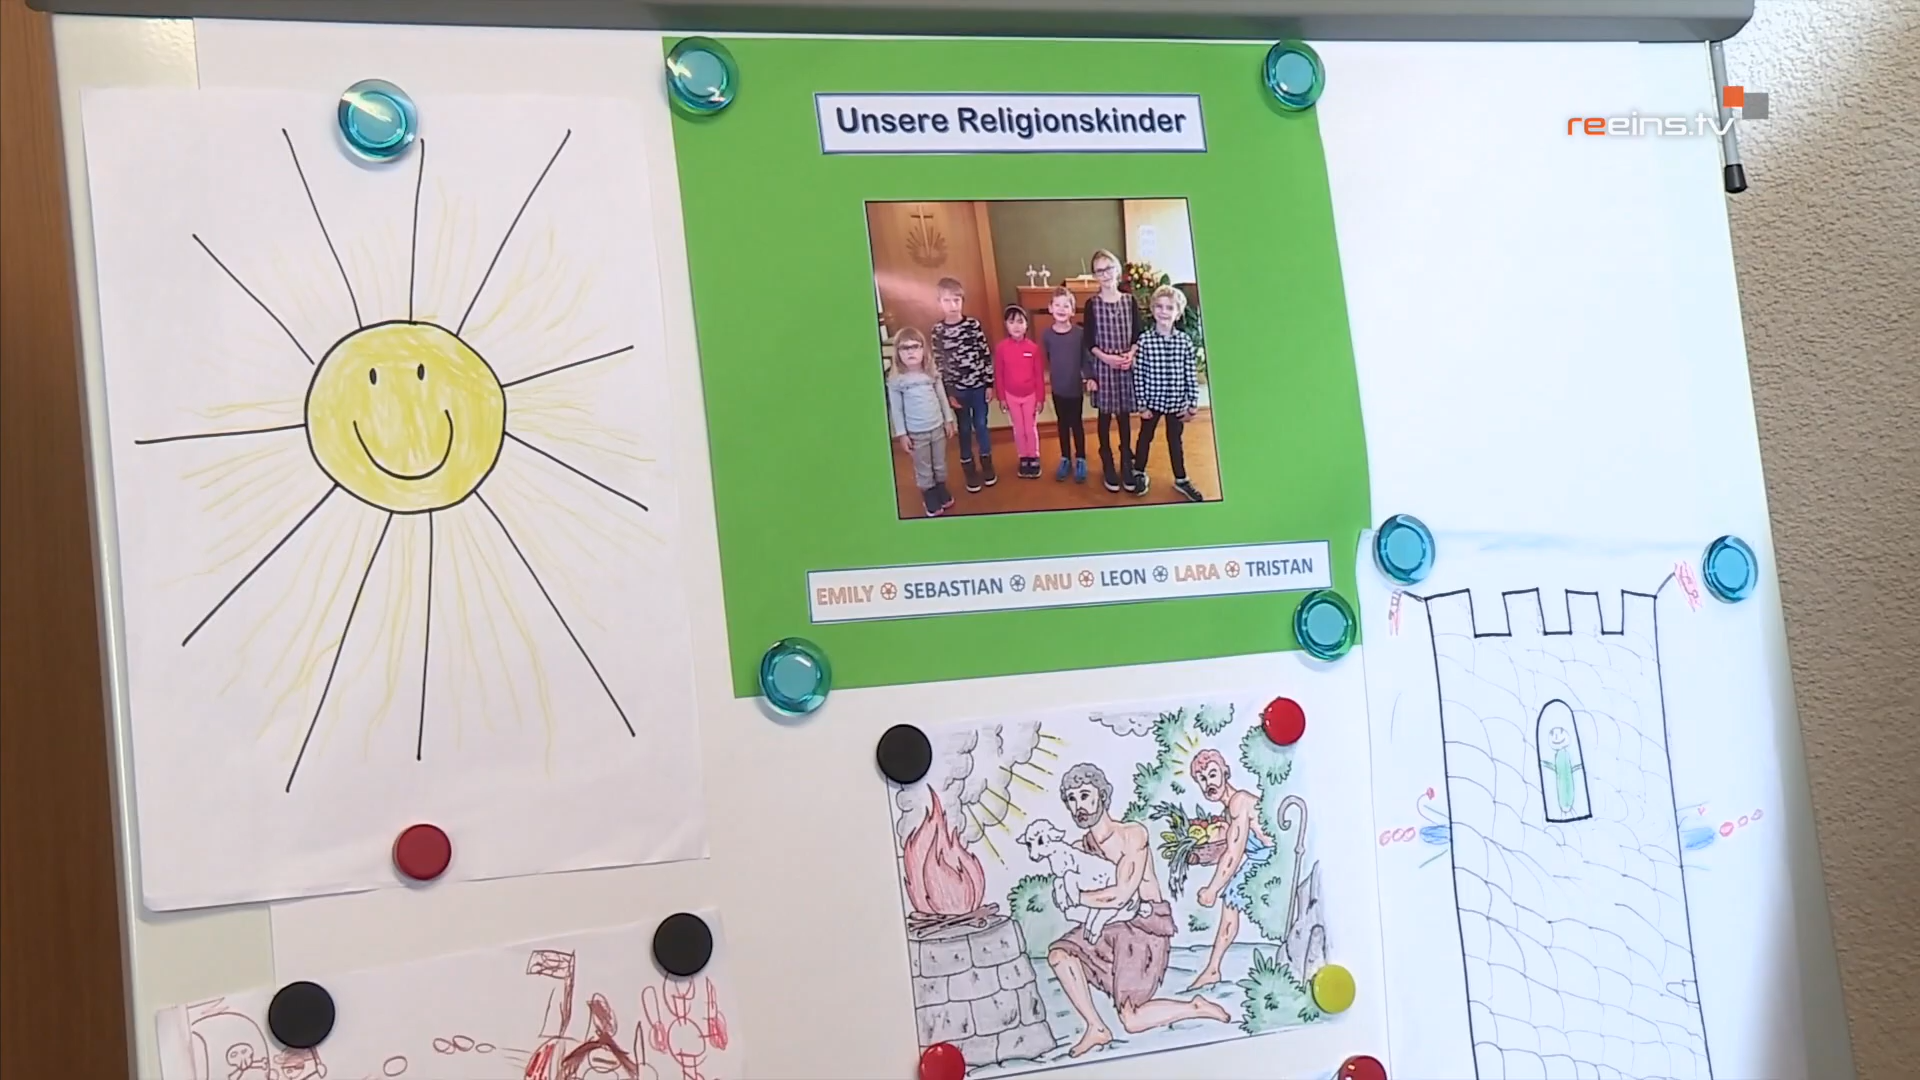 Unsere Religionskinder
reeins.tv
EMILY SEBASTIAN ANU LEON LARA TRISTAN